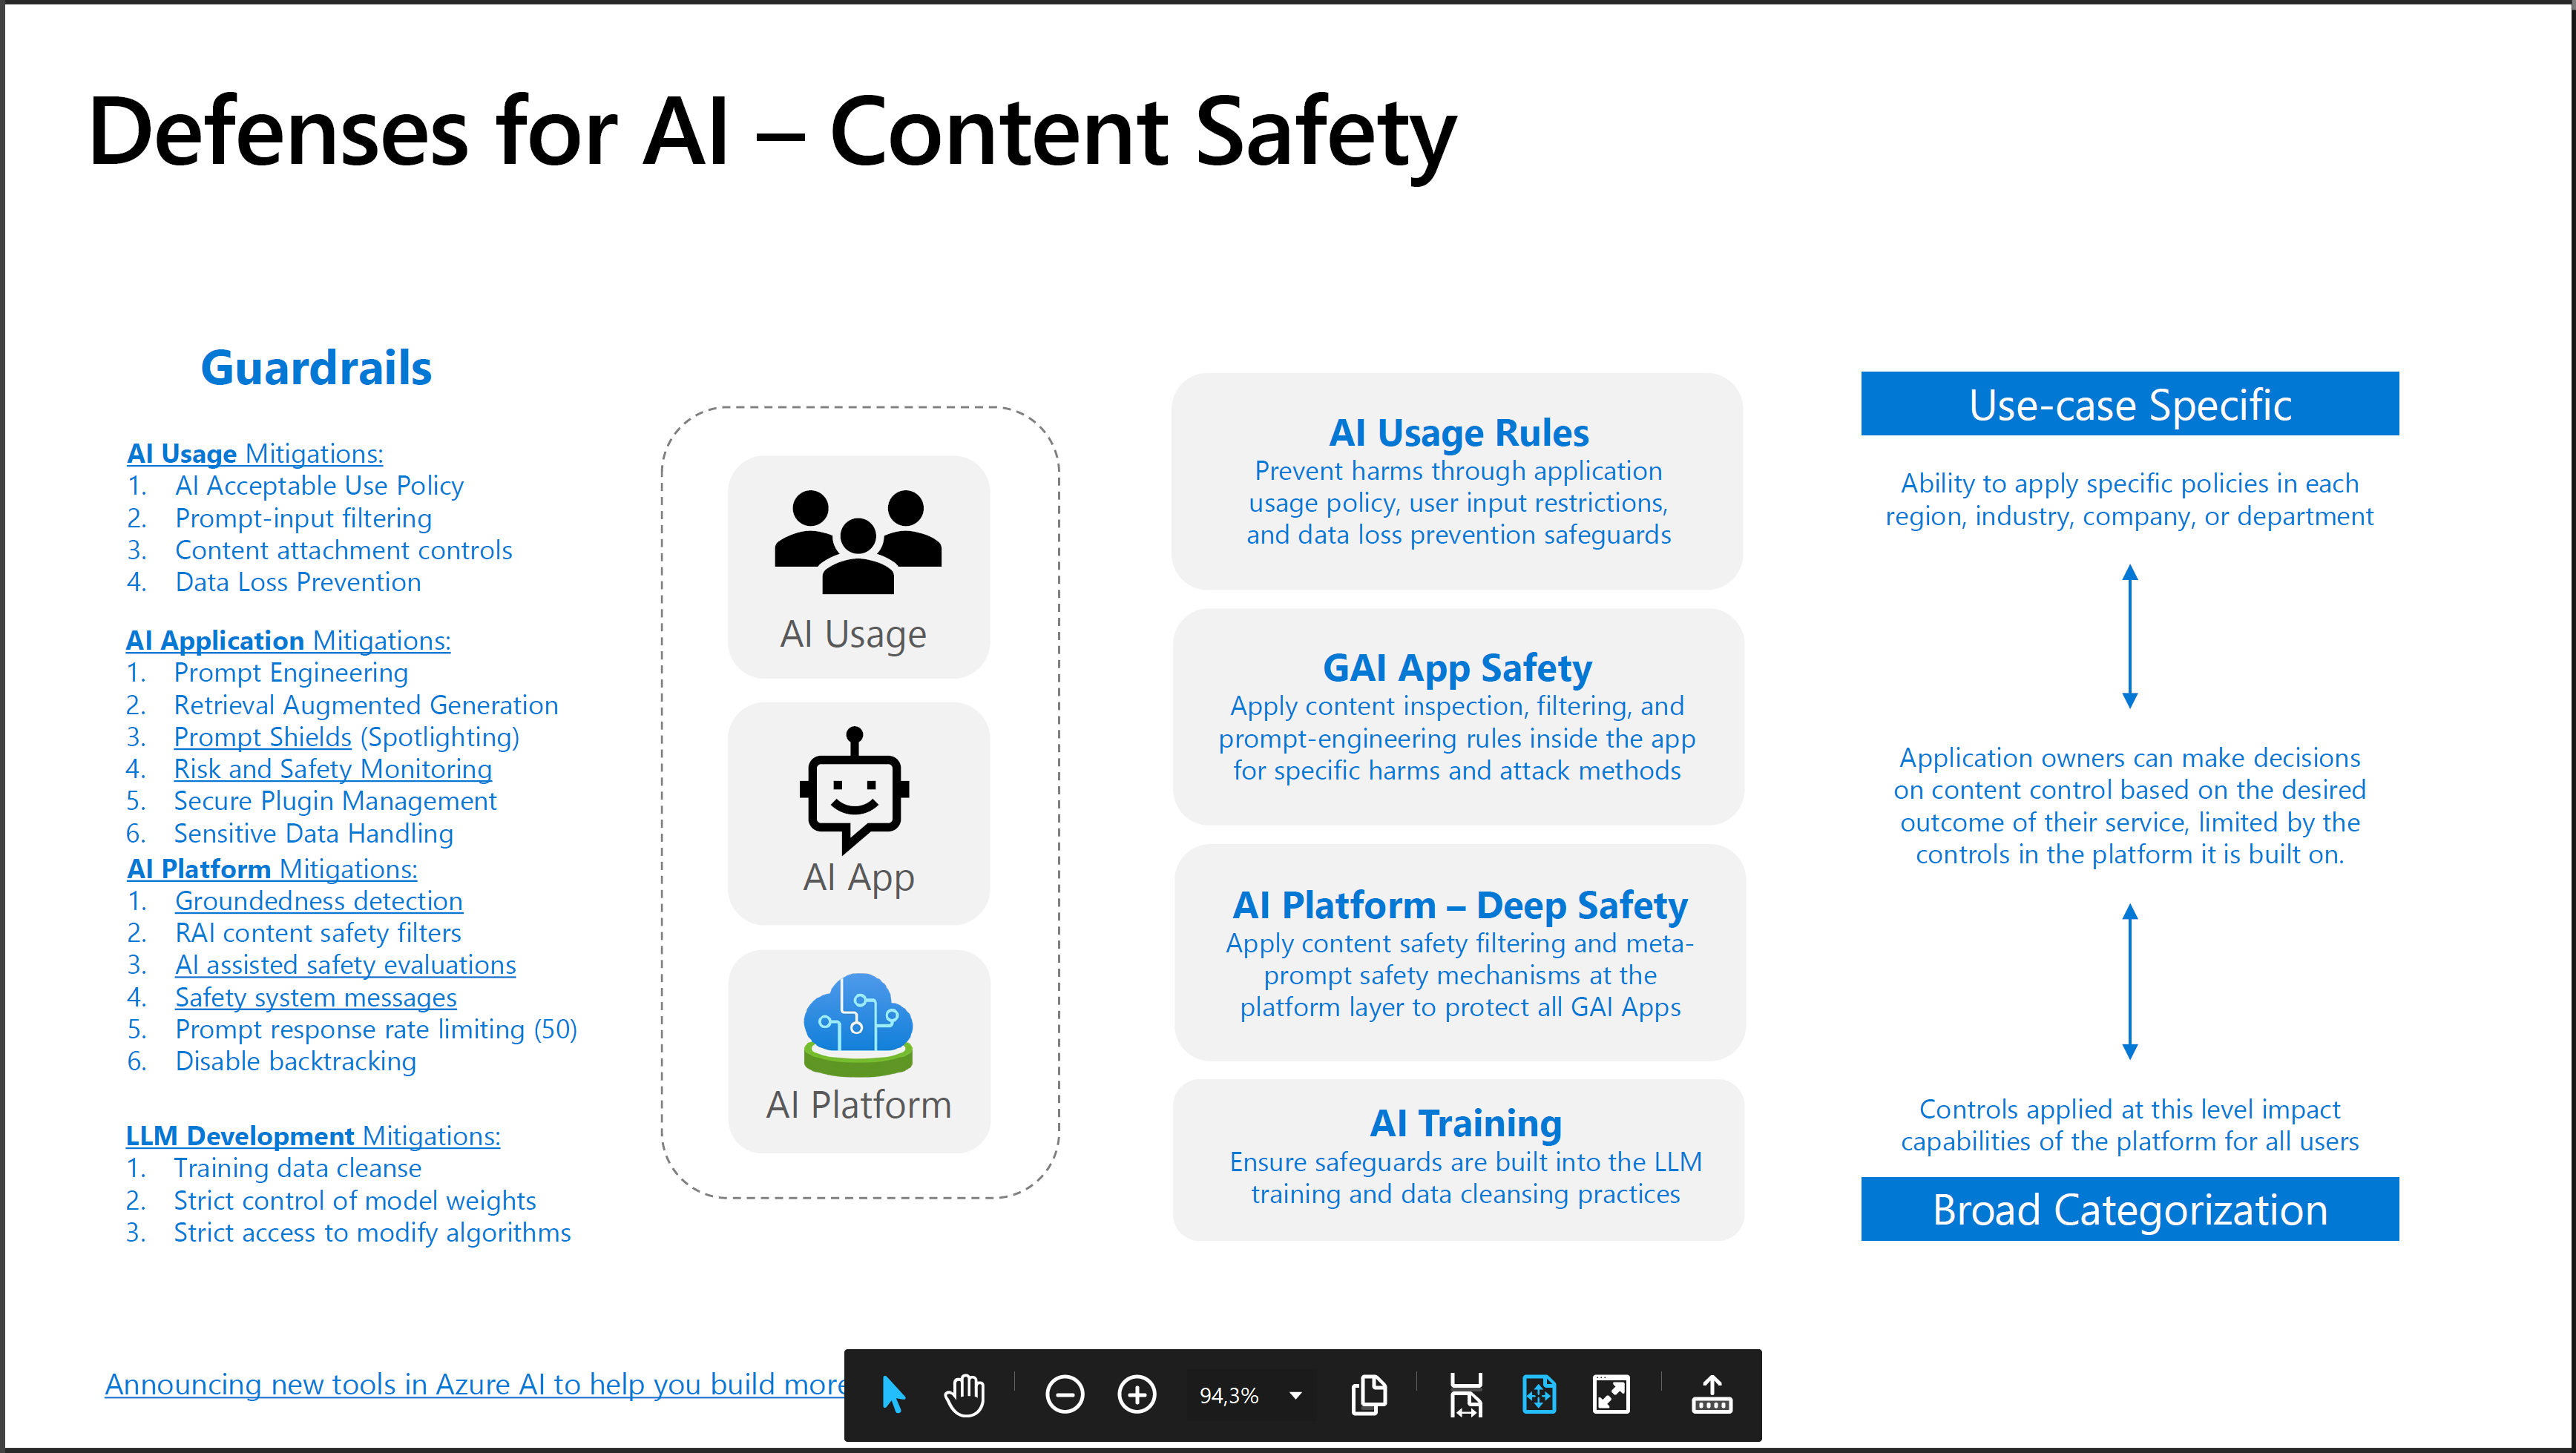 Defenses for AI – Content Safety
Guardrails
AI Usage Mitigations:
1. AI Acceptable Use Policy
2. Prompt-input filtering
3. Content attachment controls
4. Data Loss Prevention
AI Application Mitigations:
1. Prompt Engineering
2. Retrieval Augmented Generation
3. Prompt Shields (Spotlighting)
4. Risk and Safety Monitoring
5. Secure Plugin Management
6. Sensitive Data Handling
AI Platform Mitigations:
1. Groundedness detection
2. RAI content safety filters
3. AI assisted safety evaluations
4. Safety system messages
5. Prompt response rate limiting (50)
6. Disable backtracking
LLM Development Mitigations:
1. Training data cleanse
2. Strict control of model weights
3. Strict access to modify algorithms
AI Usage
AI App
AI Platform
AI Usage Rules
Prevent harms through application
usage policy, user input restrictions,
and data loss prevention safeguards
GAI App Safety
Apply content inspection, filtering, and
prompt-engineering rules inside the app
for specific harms and attack methods
AI Platform – Deep Safety
Apply content safety filtering and meta-
prompt safety mechanisms at the
platform layer to protect all GAI Apps
AI Training
Ensure safeguards are built into the LLM
training and data cleansing practices
Use-case Specific
Ability to apply specific policies in each
region, industry, company, or department
Application owners can make decisions
on content control based on the desired
outcome of their service, limited by the
controls in the platform it is built on.
Controls applied at this level impact
capabilities of the platform for all users
Broad Categorization
Announcing new tools in Azure AI to help you build more
94,3%